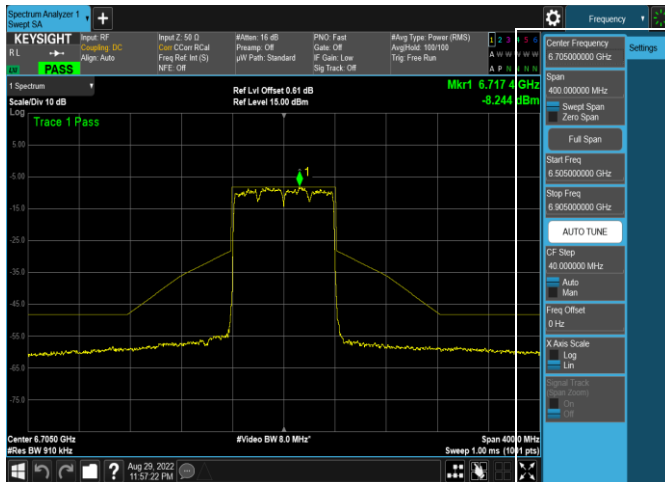 Spectrum Analyzer 1
Swept SA
Frequency
KEYSIGHT
RL
PASS
Input: RF
Coupling: DC
Align: Auto
Input Z: 50 Ω
Corr CCorr RCal
Freq Ref: Int (S)
NFE: Off
#Atten: 16 dB
Preamp: Off
µW Path: Standard
PNO: Fast
Gate: Off
IF Gain: Low
Sig Track: Off
#Avg Type: Power (RMS)
Avg|Hold: 100/100
Trig: Free Run
1 2 3 4 5 6
A W W W W W
A P N N N N
1 Spectrum
Scale/Div 10 dB
Log
Ref Lvl Offset 0.61 dB
Ref Level 15.00 dBm
Mkr1 6.717 4 GHz
-8.244 dBm
Trace 1 Pass
1
5.00
-5.00
-15.0
-25.0
-35.0
-45.0
-55.0
-65.0
-75.0
Center 6.7050 GHz
#Res BW 910 kHz
#Video BW 8.0 MHz*
Span 400.0 MHz
Sweep 1.00 ms (1001 pts)
Aug 29, 2022
11:57:22 PM
Center Frequency
6.705000000 GHz
Span
400.000000 MHz
Swept Span
Zero Span
Full Span
Start Freq
6.505000000 GHz
Stop Freq
6.905000000 GHz
AUTO TUNE
CF Step
40.000000 MHz
Auto
Man
Freq Offset
0 Hz
X Axis Scale
Log
Lin
Signal Track
(Span Zoom)
On
Off
Settings